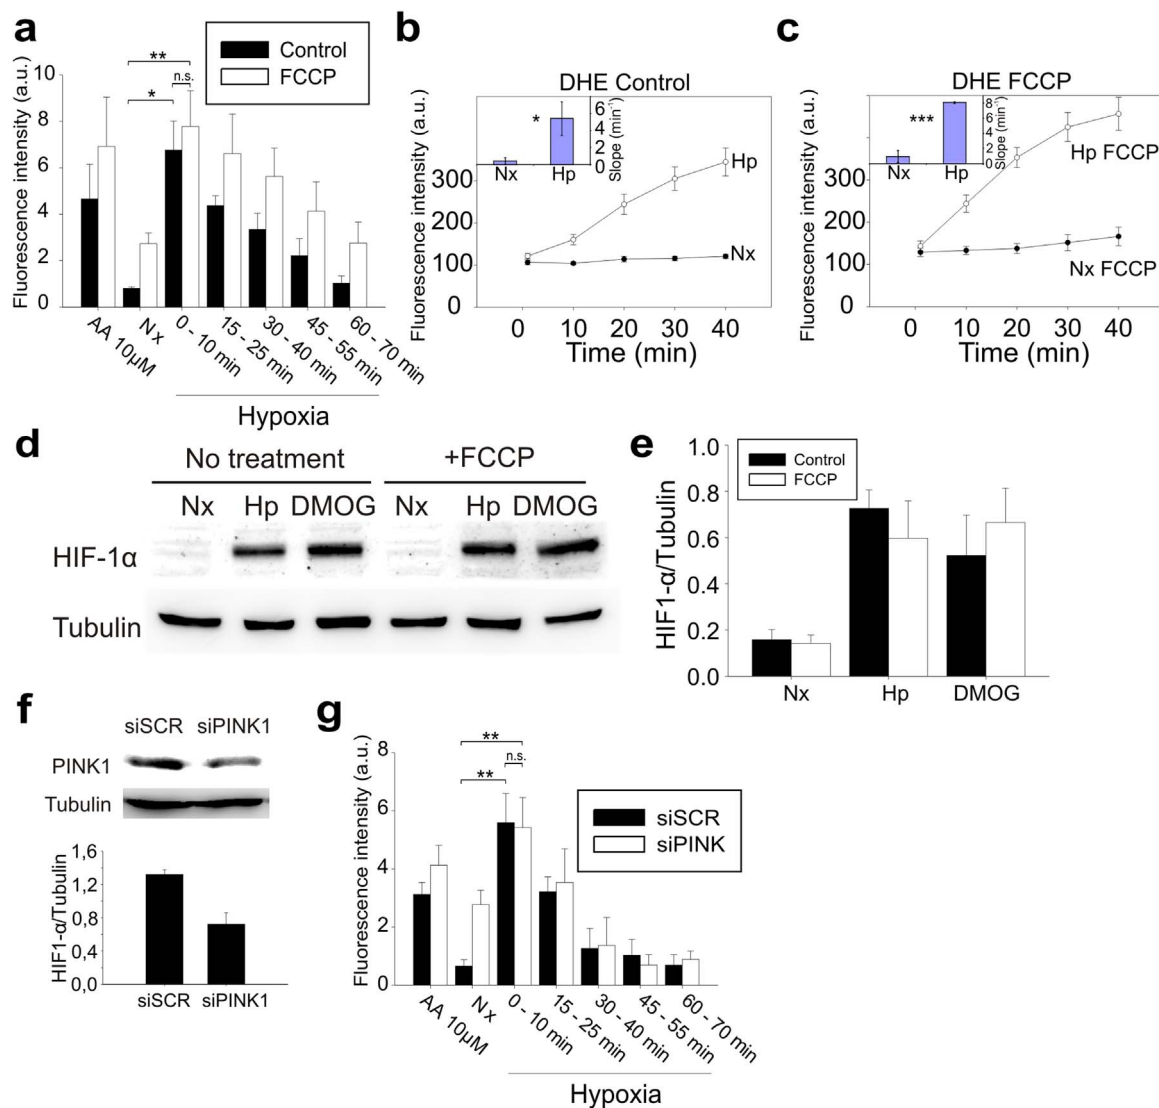 a
Control
FCCP
Fluorescence intensity (a.u.)
10
8
6
4
2
0
**
n.s.
*
AA 10µM
Nx
0 - 10 min
15 - 25 min
30 - 40 min
45 - 55 min
60 - 70 min
Hypoxia
b
DHE Control
Fluorescence intensity (a.u.)
300
200
100
0
*
6
4
2
0
Slope (min⁻¹)
Nx Hp
Hp
Nx
0 10 20 30 40
Time (min)
c
DHE FCCP
Fluorescence intensity (a.u.)
300
200
100
0
***
8
6
4
2
0
Slope (min⁻¹)
Nx Hp
Hp FCCP
Nx FCCP
0 10 20 30 40
Time (min)
d
No treatment +FCCP
Nx Hp DMOG Nx Hp DMOG
HIF-1α
Tubulin
e
Control
FCCP
HIF1-α/Tubulin
1.0
0.8
0.6
0.4
0.2
0.0
Nx Hp DMOG
f
siSCR siPINK1
PINK1
Tubulin
HIF1-α/Tubulin
1,6
1,2
0,8
0,4
0,0
siSCR siPINK1
g
Fluorescence intensity (a.u.)
8
6
4
2
0
**
n.s.
**
siSCR
siPINK
AA 10µM
Nx
0 - 10 min
15 - 25 min
30 - 40 min
45 - 55 min
60 - 70 min
Hypoxia